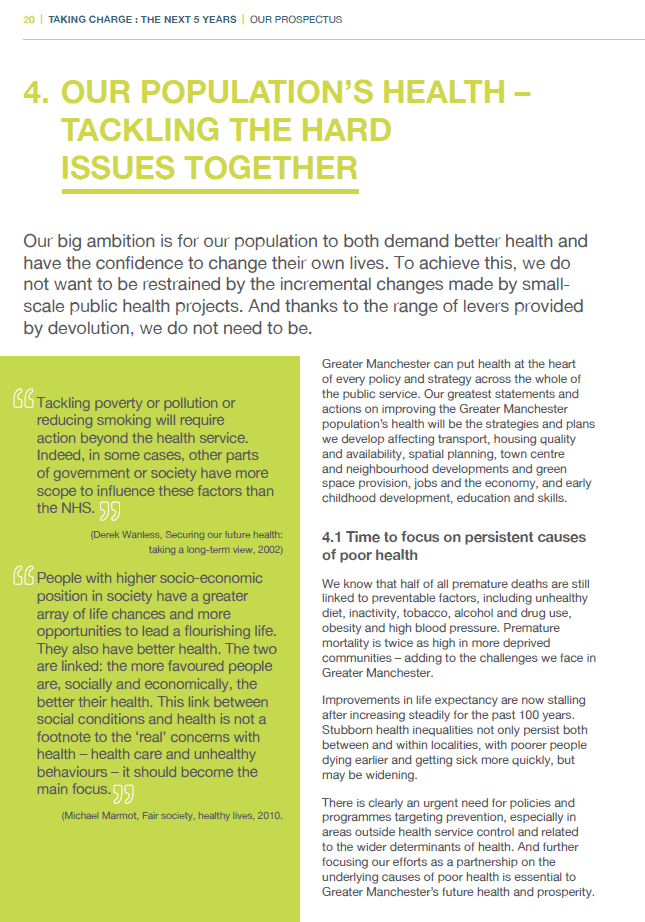 20 | TAKING CHARGE : THE NEXT 5 YEARS | OUR PROSPECTUS
4. OUR POPULATION'S HEALTH –
TACKLING THE HARD
ISSUES TOGETHER
Our big ambition is for our population to both demand better health and
have the confidence to change their own lives. To achieve this, we do
not want to be restrained by the incremental changes made by small-
scale public health projects. And thanks to the range of levers provided
by devolution, we do not need to be.
“Tackling poverty or pollution or
reducing smoking will require
action beyond the health service.
Indeed, in some cases, other parts
of government or society have more
scope to influence these factors than
the NHS.”
(Derek Wanless, Securing our future health:
taking a long-term view, 2002)
“People with higher socio-economic
position in society have a greater
array of life chances and more
opportunities to lead a flourishing life.
They also have better health. The two
are linked: the more favoured people
are, socially and economically, the
better their health. This link between
social conditions and health is not a
footnote to the ‘real’ concerns with
health – health care and unhealthy
behaviours – it should become the
main focus.”
(Michael Marmot, Fair society, healthy lives, 2010.
Greater Manchester can put health at the heart
of every policy and strategy across the whole of
the public service. Our greatest statements and
actions on improving the Greater Manchester
population's health will be the strategies and plans
we develop affecting transport, housing quality
and availability, spatial planning, town centre
and neighbourhood developments and green
space provision, jobs and the economy, and early
childhood development, education and skills.
4.1 Time to focus on persistent causes
of poor health
We know that half of all premature deaths are still
linked to preventable factors, including unhealthy
diet, inactivity, tobacco, alcohol and drug use,
obesity and high blood pressure. Premature
mortality is twice as high in more deprived
communities – adding to the challenges we face in
Greater Manchester.
Improvements in life expectancy are now stalling
after increasing steadily for the past 100 years.
Stubborn health inequalities not only persist both
between and within localities, with poorer people
dying earlier and getting sick more quickly, but
may be widening.
There is clearly an urgent need for policies and
programmes targeting prevention, especially in
areas outside health service control and related
to the wider determinants of health. And further
focusing our efforts as a partnership on the
underlying causes of poor health is essential to
Greater Manchester's future health and prosperity.